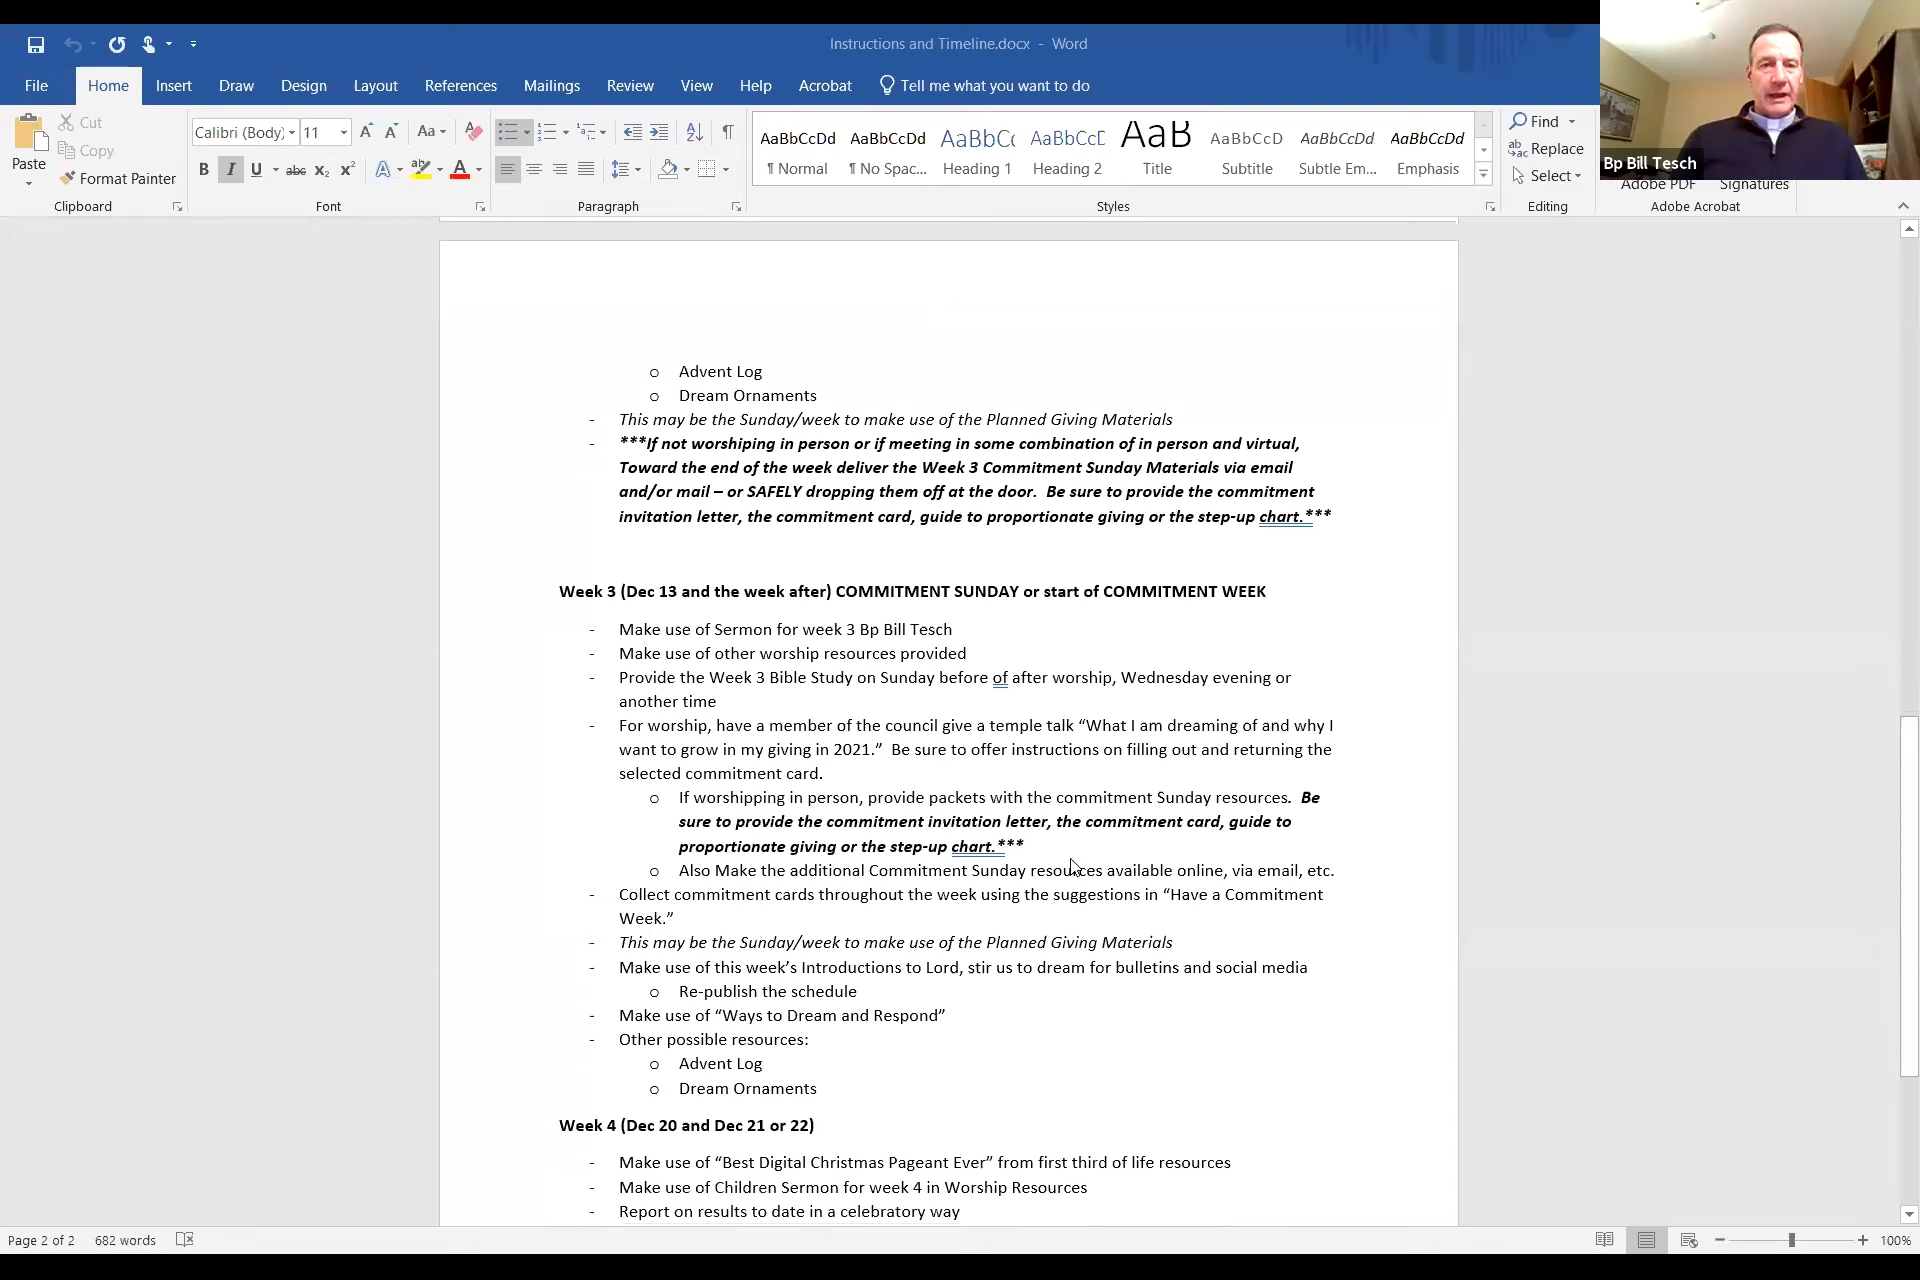 Instructions and Timeline.docx - Word
File Home Insert Draw Design Layout References Mailings Review View Help Acrobat Tell me what you want to do
Paste
Cut
Copy
Format Painter
Clipboard
Calibri (Body) 11
Font
Paragraph
AaBbCcDd AaBbCcDd AaBbCc AaBbCcD AaB AaBbCcD AaBbCcDd AaBbCcDd
¶ Normal ¶ No Spac... Heading 1 Heading 2 Title Subtitle Subtle Em... Emphasis
Styles
Find
Replace
Select
Editing
Adobe PDF Signatures
Adobe Acrobat
Bp Bill Tesch
o Advent Log
o Dream Ornaments
- This may be the Sunday/week to make use of the Planned Giving Materials
- ***If not worshiping in person or if meeting in some combination of in person and virtual,
Toward the end of the week deliver the Week 3 Commitment Sunday Materials via email
and/or mail – or SAFELY dropping them off at the door. Be sure to provide the commitment
invitation letter, the commitment card, guide to proportionate giving or the step-up chart.***
Week 3 (Dec 13 and the week after) COMMITMENT SUNDAY or start of COMMITMENT WEEK
- Make use of Sermon for week 3 Bp Bill Tesch
- Make use of other worship resources provided
- Provide the Week 3 Bible Study on Sunday before of after worship, Wednesday evening or
another time
- For worship, have a member of the council give a temple talk “What I am dreaming of and why I
want to grow in my giving in 2021.” Be sure to offer instructions on filling out and returning the
selected commitment card.
o If worshipping in person, provide packets with the commitment Sunday resources. Be
sure to provide the commitment invitation letter, the commitment card, guide to
proportionate giving or the step-up chart.***
o Also Make the additional Commitment Sunday resources available online, via email, etc.
- Collect commitment cards throughout the week using the suggestions in “Have a Commitment
Week.”
- This may be the Sunday/week to make use of the Planned Giving Materials
- Make use of this week’s Introductions to Lord, stir us to dream for bulletins and social media
o Re-publish the schedule
- Make use of “Ways to Dream and Respond”
- Other possible resources:
o Advent Log
o Dream Ornaments
Week 4 (Dec 20 and Dec 21 or 22)
- Make use of “Best Digital Christmas Pageant Ever” from first third of life resources
- Make use of Children Sermon for week 4 in Worship Resources
- Report on results to date in a celebratory way
Page 2 of 2 682 words 100%